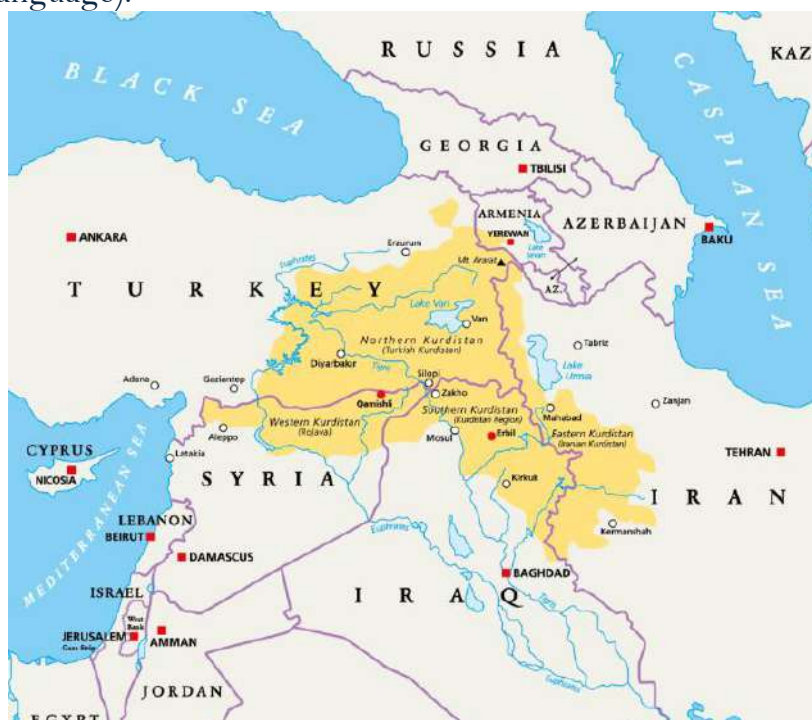 anguage).
RUSSIA
KAZ
BLACK SEA
CASPIAN SEA
GEORGIA
TBILISI
ARMENIA
AZERBAIJAN
YEREWAN
BAKU
ANKARA
Erzurum
Euphrates
Lake
Sevan
Mt. Ararat
AZ.
TURKEY
Lake Van
Van
Tabriz
Northern Kurdistan
(Turkish Kurdistan)
Diyarbakır
Tigris
Lake
Urmia
Silopi
Adana
Gaziantep
Qamishli
Zakho
Zanjan
Mahabad
Western Kurdistan
(Rojava)
Southern Kurdistan
(Kurdistan Region)
Aleppo
Mosul
Erbil
Eastern Kurdistan
(Iranian Kurdistan)
CYPRUS
NICOSIA
Latakia
TEHRAN
SYRIA
Kirkuk
IRAN
MEDITERRANEAN SEA
LEBANON
BEIRUT
Kermanshah
Euphrates
DAMASCUS
BAGHDAD
ISRAEL
IRAQ
Tigris
West
Bank
JERUSALEM
Gaza Strip
AMMAN
Euphrates
JORDAN
EGYPT